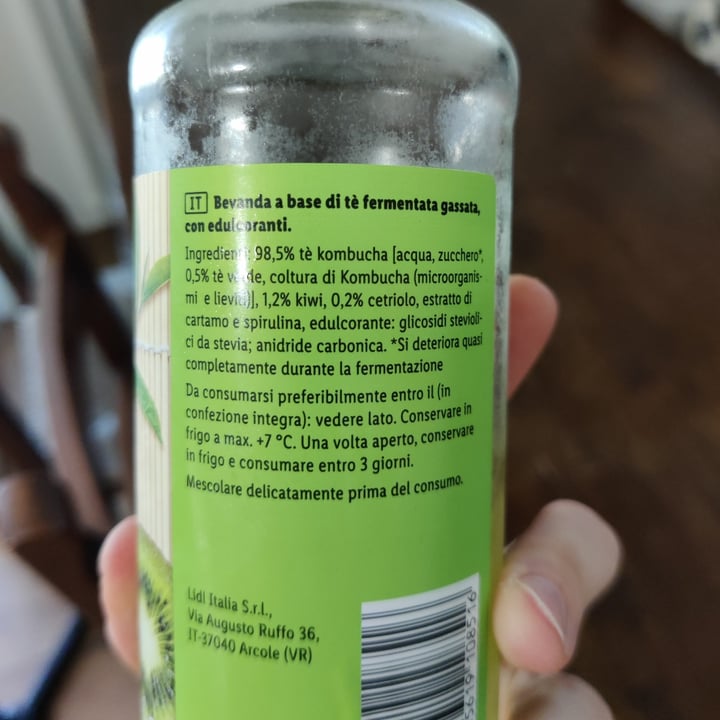 IT Bevanda a base di tè fermentata gassata,
con edulcoranti.
Ingredienti: 98,5% tè kombucha [acqua, zucchero*,
0,5% tè verde, coltura di Kombucha (microorganis-
mi e lieviti)], 1,2% kiwi, 0,2% cetriolo, estratto di
cartamo e spirulina, edulcorante: glicosidi stevioli-
ci da stevia; anidride carbonica. *Si deteriora quasi
completamente durante la fermentazione
Da consumarsi preferibilmente entro il (in
confezione integra): vedere lato. Conservare in
frigo a max. +7 °C. Una volta aperto, conservare
in frigo e consumare entro 3 giorni.
Mescolare delicatamente prima del consumo.
Lidl Italia S.r.l.,
Via Augusto Ruffo 36,
IT-37040 Arcole (VR)
5619 108516